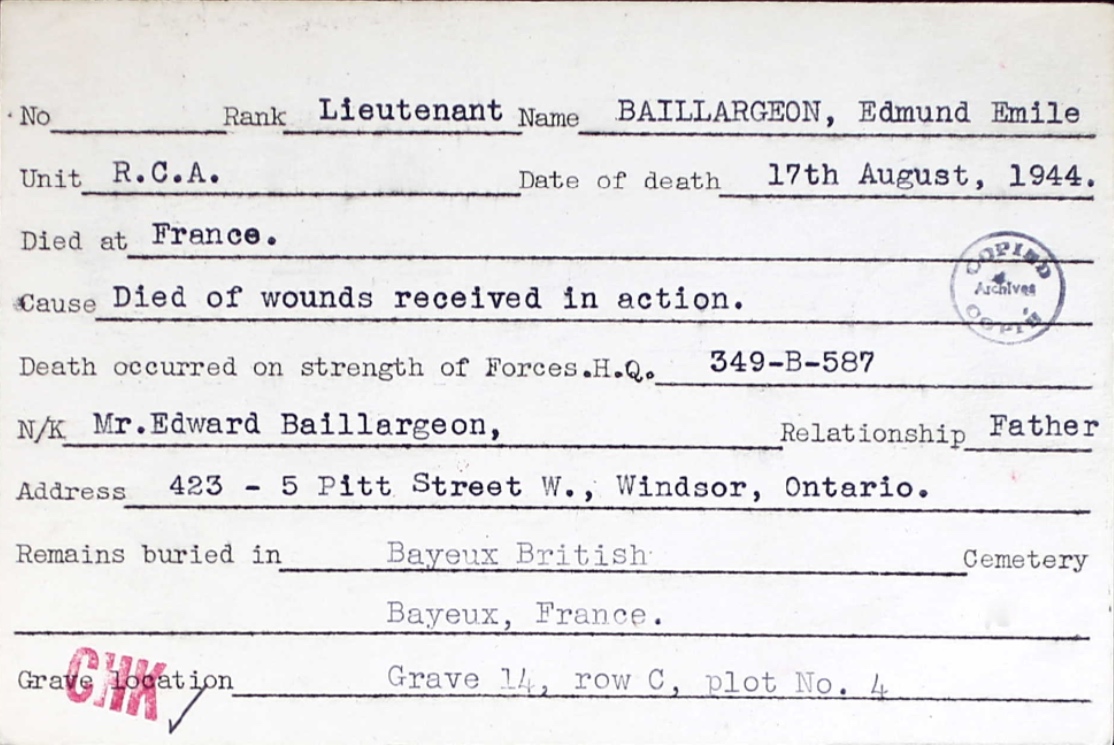 No Rank Lieutenant Name BAILLARGEON, Edmund Emile
Unit R.C.A. Date of death 17th August, 1944.
Died at France.
COPIED
Archives
COPIE
Cause Died of wounds received in action.
Death occurred on strength of Forces.H.Q. 349-B-587
N/K Mr.Edward Baillargeon, Relationship Father
Address 423 - 5 Pitt Street W., Windsor, Ontario.
Remains buried in Bayeux British Cemetery
Bayeux, France.
Grave location Grave 14, row C, plot No. 4
CHK